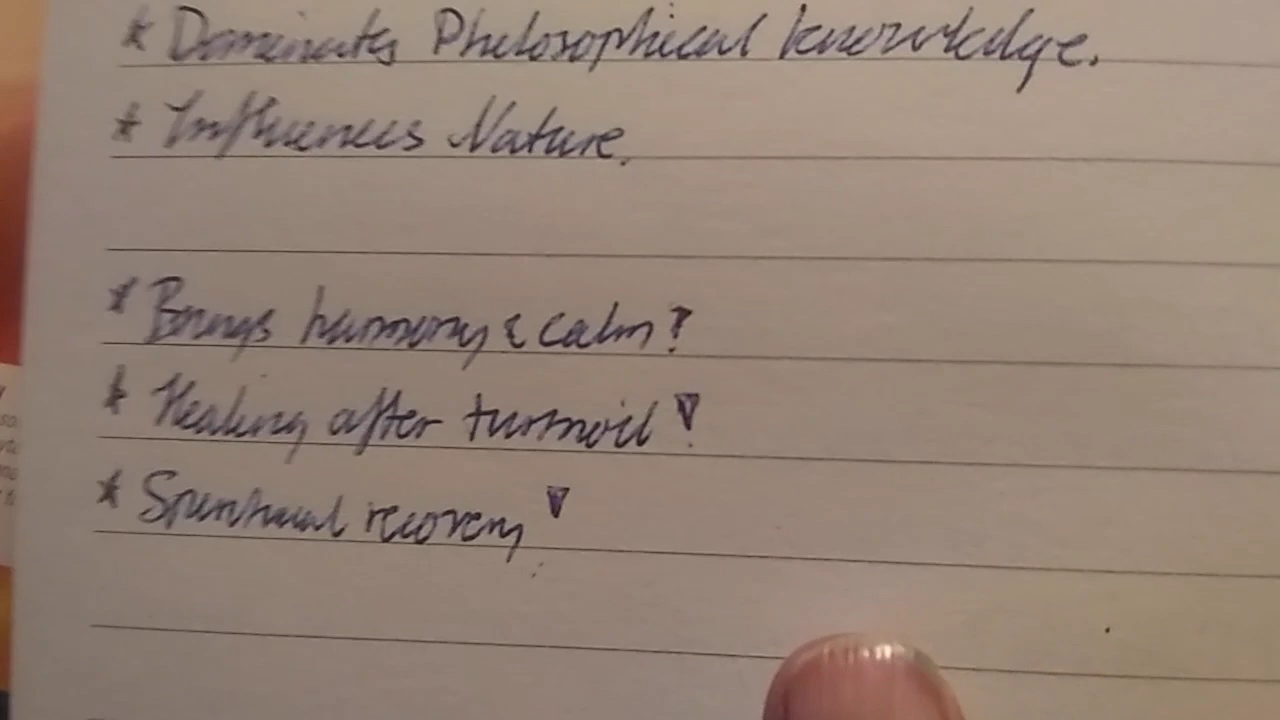 * Dominates Philosophical knowledge.
* Influences Nature.
* Brings harmony & calm?
* Healing after turmoil!
* Spiritual recovery!